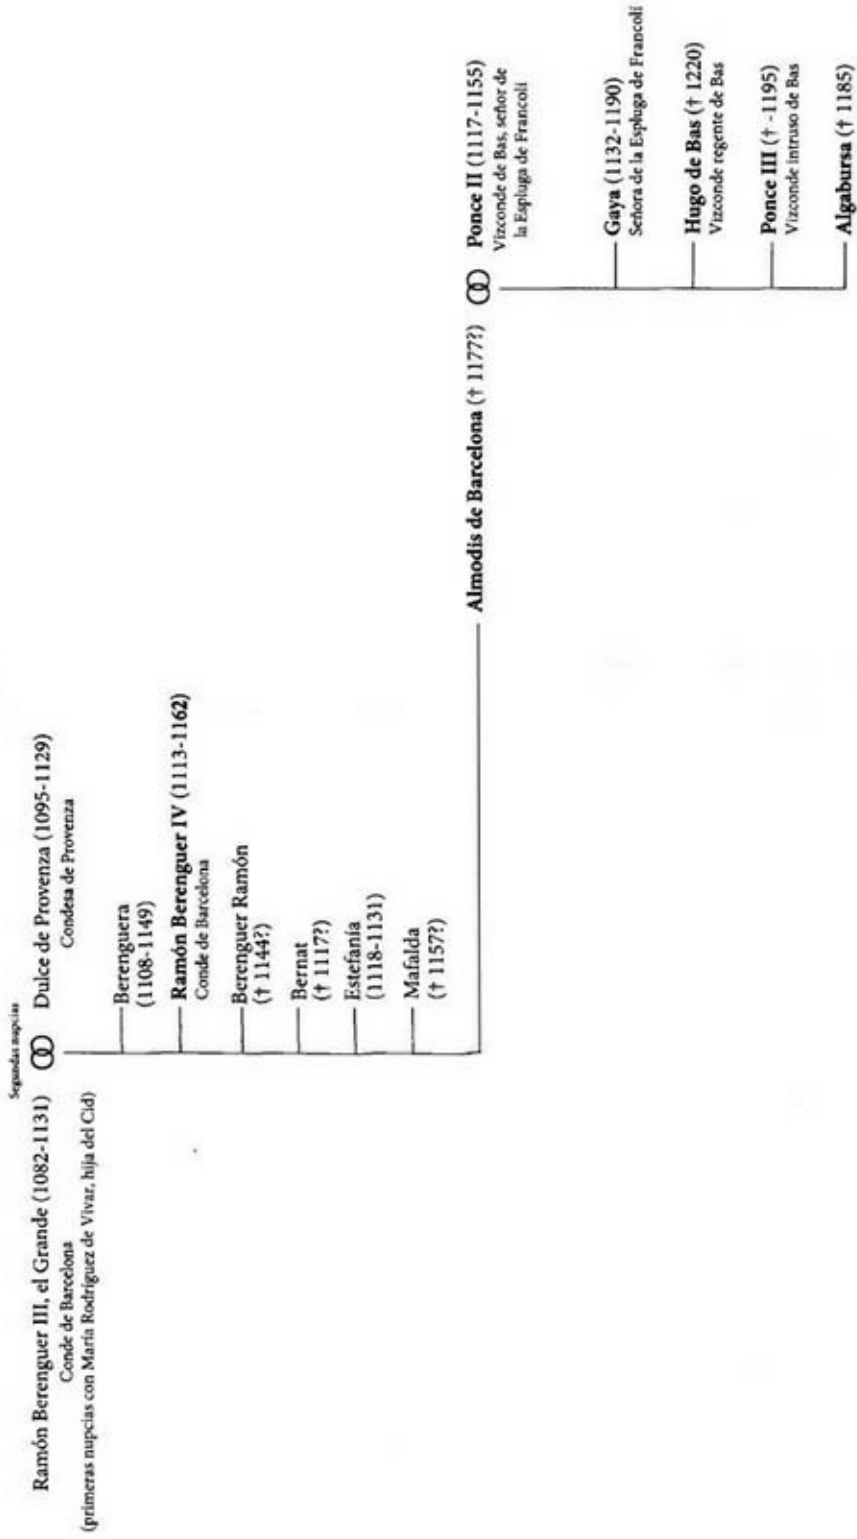 Segundas nupcias
Ramón Berenguer III, el Grande (1082-1131)
Conde de Barcelona
(primeras nupcias con María Rodríguez de Vivar, hija del Cid)
Dulce de Provenza (1095-1129)
Condesa de Provenza
Berenguera
(1108-1149)
Ramón Berenguer IV (1113-1162)
Conde de Barcelona
Berenguer Ramón
(† 1144?)
Bernat
(† 1117?)
Estefanía
(1118-1131)
Mafalda
(† 1157?)
Almodis de Barcelona († 1177?)
Ponce II (1117-1155)
Vizconde de Bas, señor de
la Espluga de Francolí
Gaya (1132-1190)
Señora de la Espluga de Francolí
Hugo de Bas († 1220)
Vizconde regente de Bas
Ponce III († -1195)
Vizconde intruso de Bas
Algabursa († 1185)